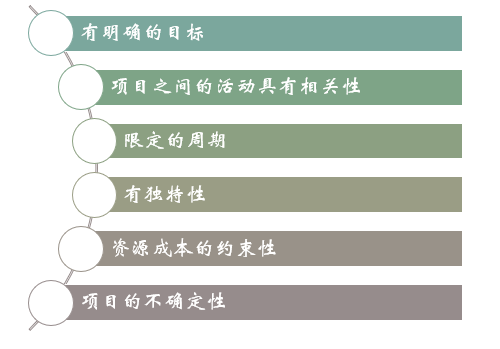 有明确的目标
项目之间的活动具有相关性
限定的周期
有独特性
资源成本的约束性
项目的不确定性